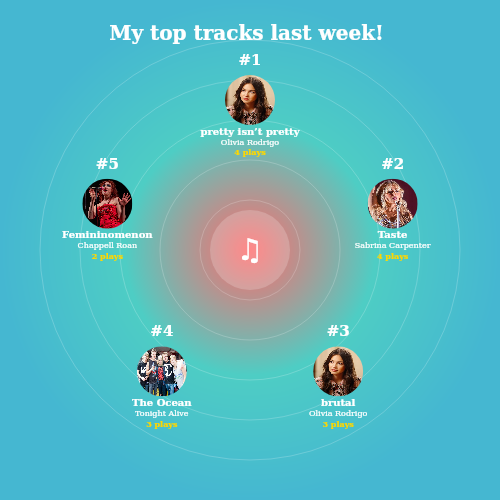 My top tracks last week!
#1
pretty isn't pretty
Olivia Rodrigo
4 plays
#2
Taste
Sabrina Carpenter
4 plays
#3
brutal
Olivia Rodrigo
3 plays
#4
The Ocean
Tonight Alive
3 plays
#5
Femininomenon
Chappell Roan
2 plays